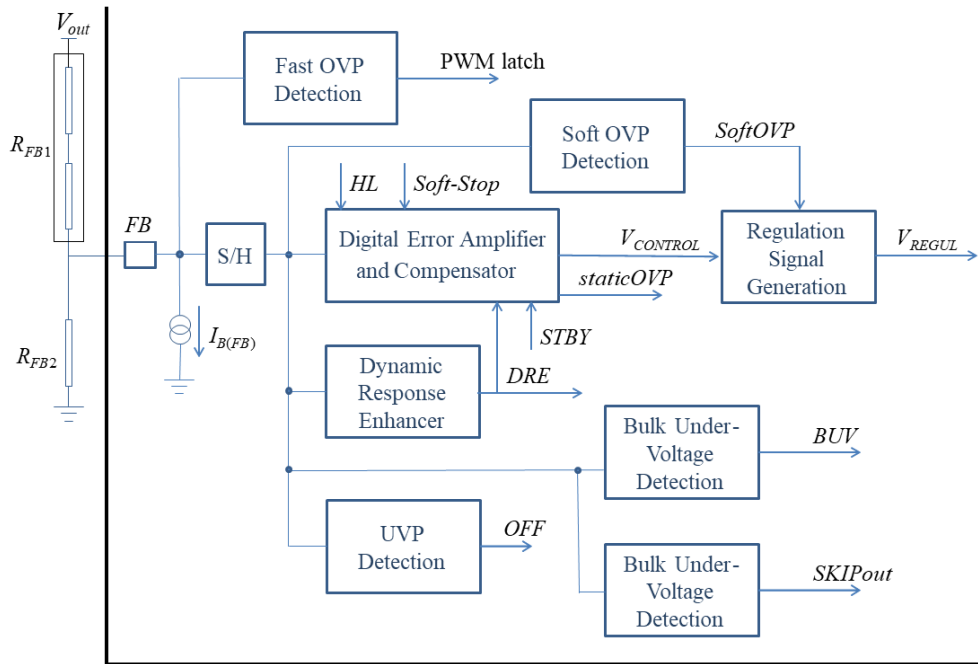 Vout
Fast OVP
Detection
PWM latch
RFB1
Soft OVP
Detection
SoftOVP
HL
Soft-Stop
FB
S/H
Digital Error Amplifier
and Compensator
VCONTROL
staticOVP
Regulation
Signal
Generation
VREGUL
IB(FB)
STBY
RFB2
Dynamic
Response
Enhancer
DRE
Bulk Under-
Voltage
Detection
BUV
UVP
Detection
OFF
Bulk Under-
Voltage
Detection
SKIPout